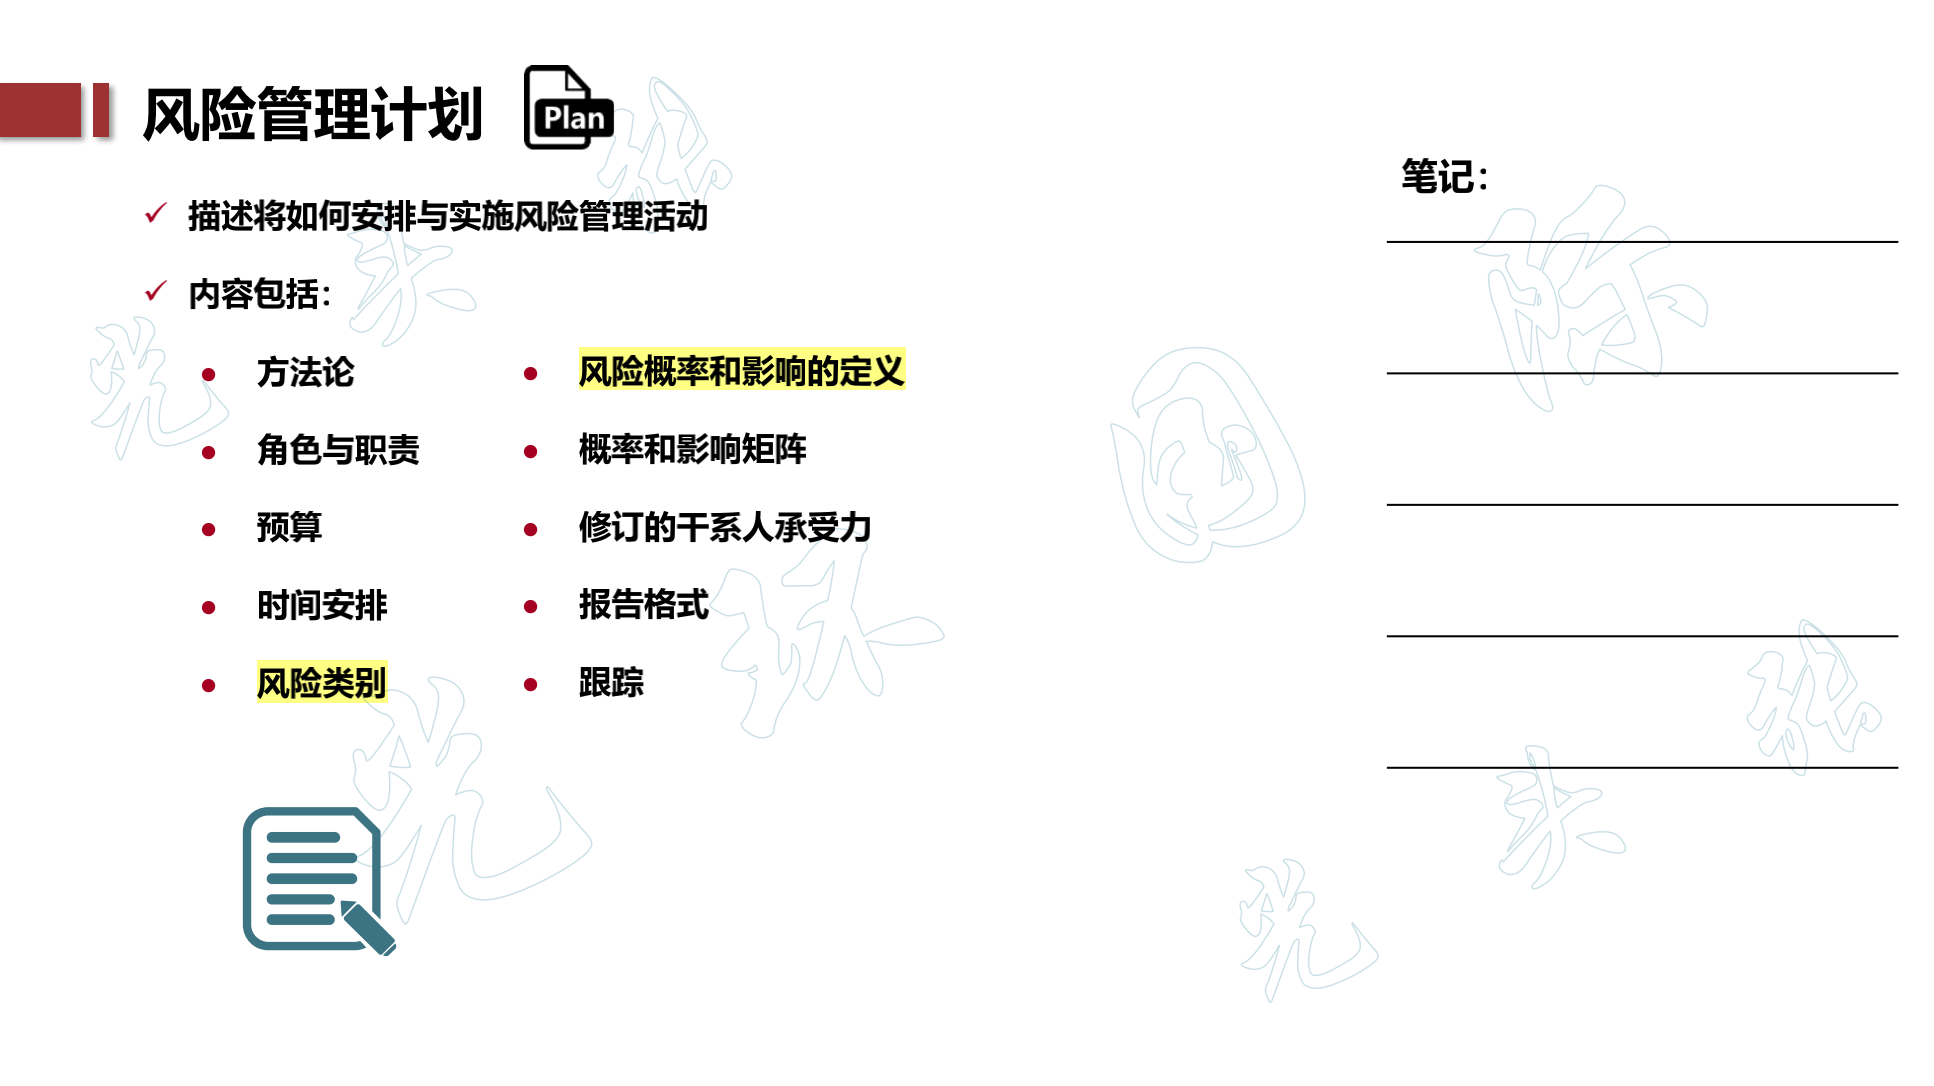 风险管理计划
Plan
描述将如何安排与实施风险管理活动
内容包括：
方法论
角色与职责
预算
时间安排
风险类别
风险概率和影响的定义
概率和影响矩阵
修订的干系人承受力
报告格式
跟踪
笔记：